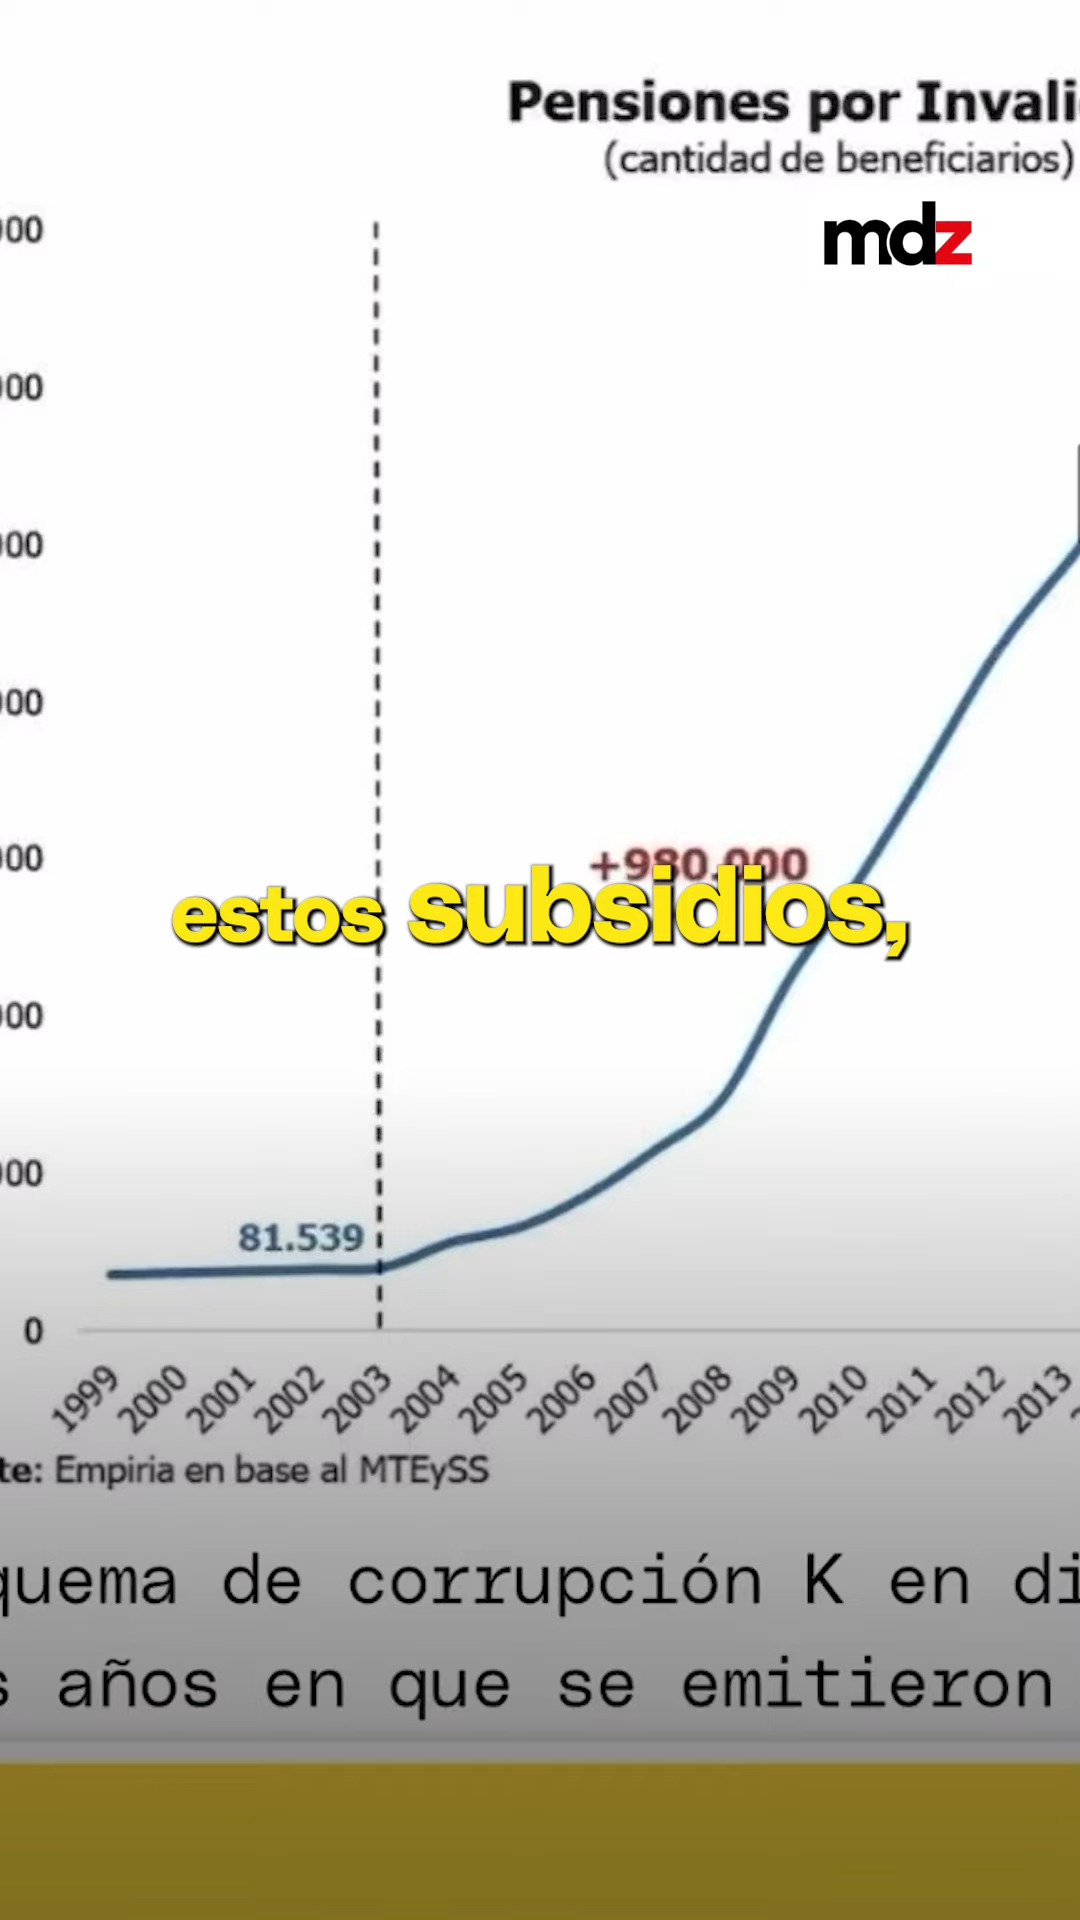 Pensiones por Invali
(cantidad de beneficiarios)
mdz
00
00
00
00
+980.000
00
estos subsidios,
00
00
81.539
0
1999 2000 2001 2002 2003 2004 2005 2006 2007 2008 2009 2010 2011 2012 2013
te: Empiria en base al MTEySS
quema de corrupción K en di
s años en que se emitieron